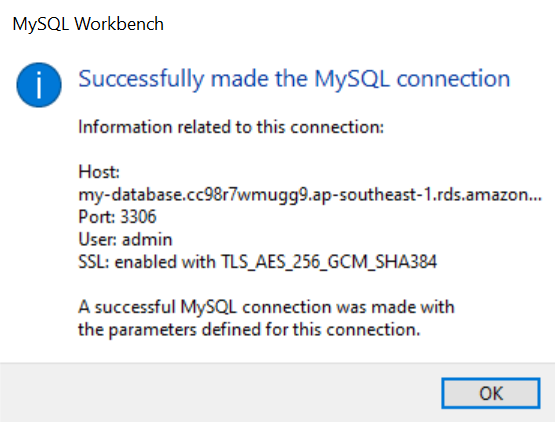 MySQL Workbench
Successfully made the MySQL connection
Information related to this connection:
Host:
my-database.cc98r7wmugg9.ap-southeast-1.rds.amazon...
Port: 3306
User: admin
SSL: enabled with TLS_AES_256_GCM_SHA384
A successful MySQL connection was made with
the parameters defined for this connection.
OK